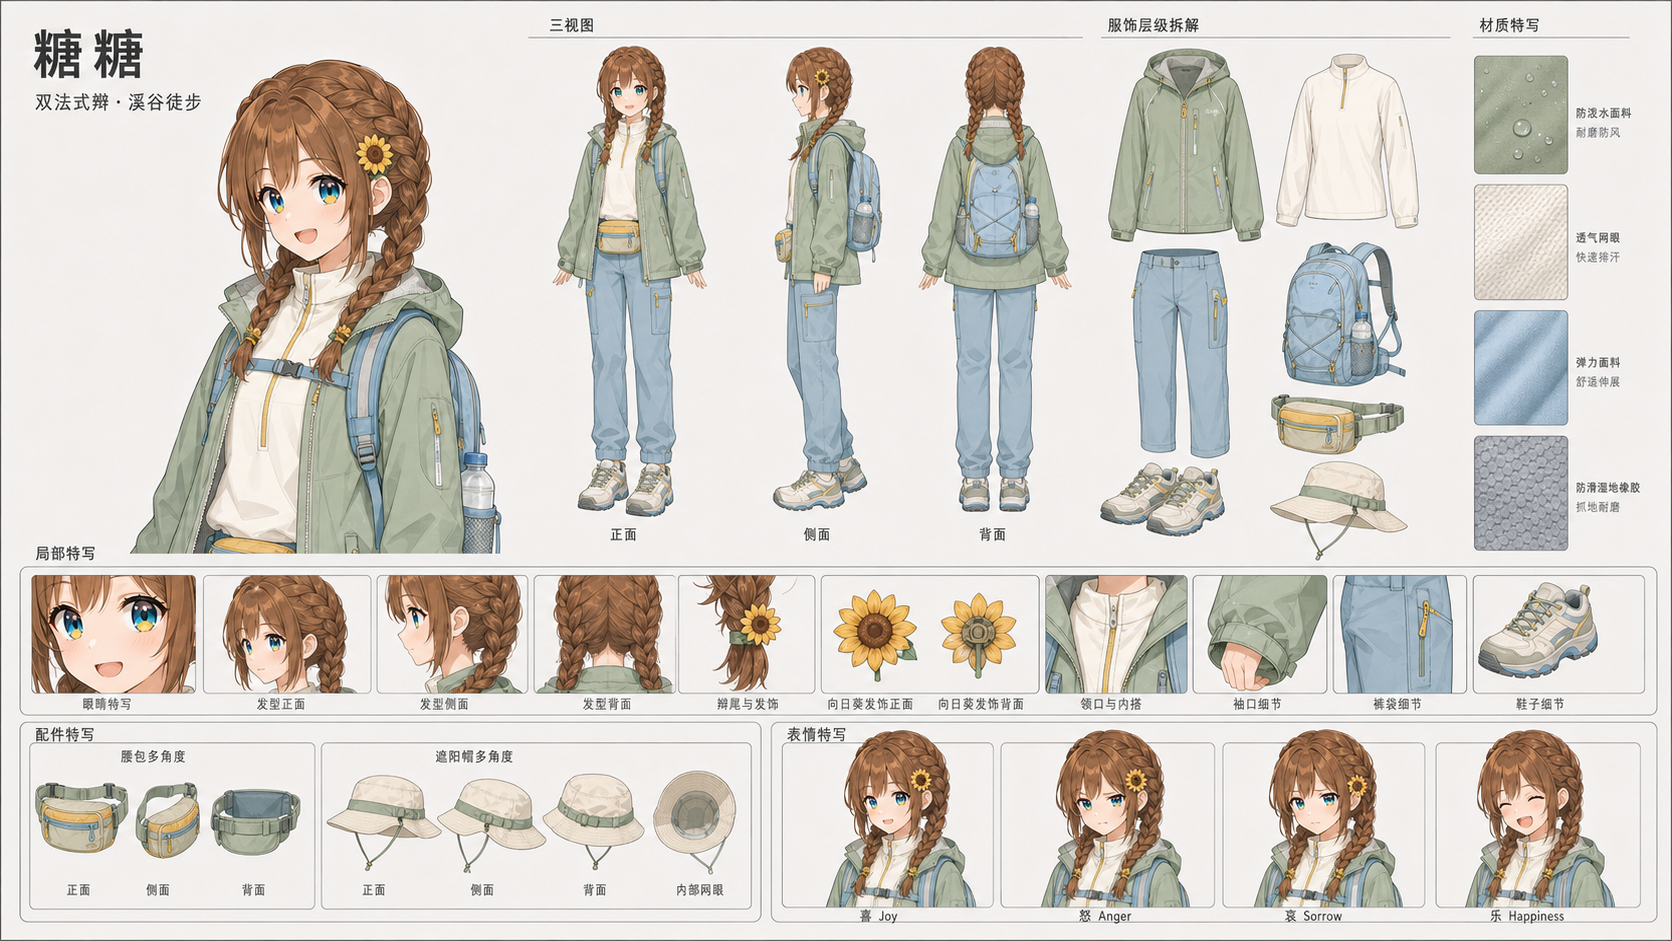 糖糖
双法式辫 · 溪谷徒步
三视图
正面
侧面
背面
服饰层级拆解
材质特写
防泼水面料
耐磨防风
透气网眼
快速排汗
弹力面料
舒适伸展
防滑湿地橡胶
抓地耐磨
局部特写
眼睛特写
发型正面
发型侧面
发型背面
辫尾与发饰
向日葵发饰正面
向日葵发饰背面
领口与内搭
袖口细节
裤袋细节
鞋子细节
配件特写
腰包多角度
正面
侧面
背面
遮阳帽多角度
正面
侧面
背面
内部网眼
表情特写
喜 Joy
怒 Anger
哀 Sorrow
乐 Happiness